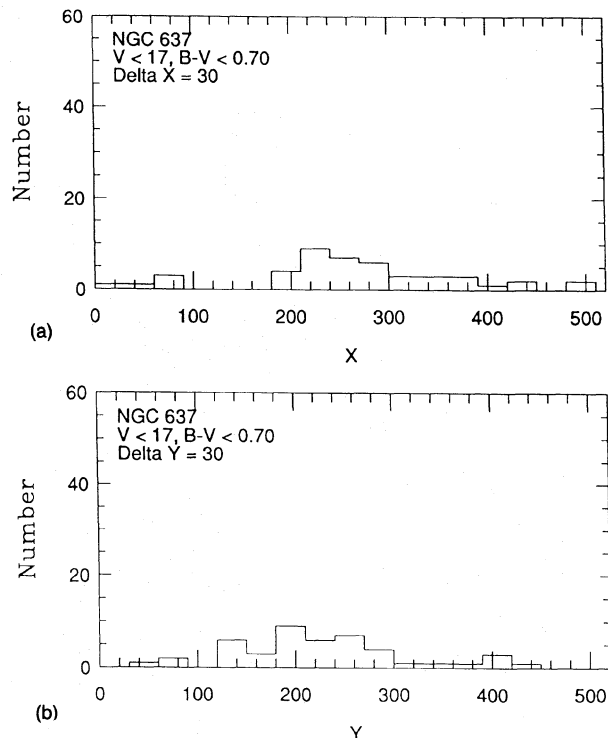 60
NGC 637
V < 17, B-V < 0.70
Delta X = 30
40
Number
20
0
0 100 200 300 400 500
(a)
X
60
NGC 637
V < 17, B-V < 0.70
Delta Y = 30
40
Number
20
0
0 100 200 300 400 500
(b)
Y